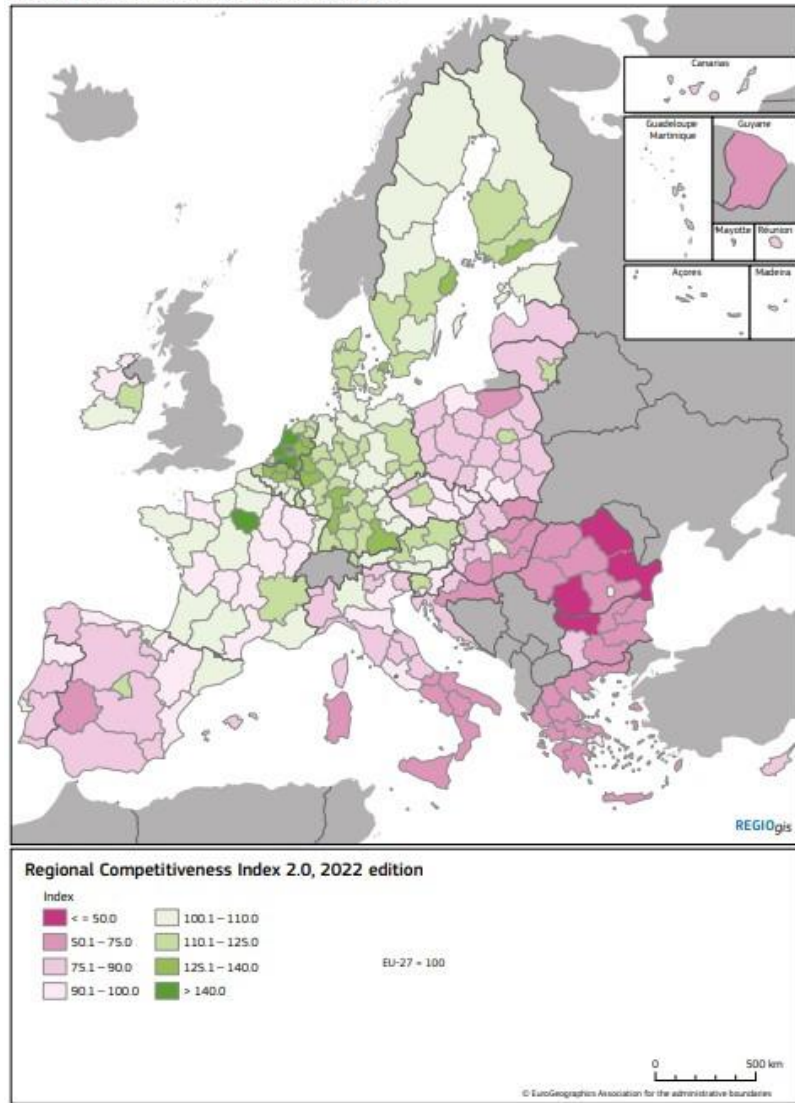 Canarias
Guadeloupe
Martinique
Guyane
Mayotte
Réunion
Açores
Madeira
REGIOgis
Regional Competitiveness Index 2.0, 2022 edition
Index
< = 50.0
50.1 – 75.0
75.1 – 90.0
90.1 – 100.0
100.1 – 110.0
110.1 – 125.0
125.1 – 140.0
> 140.0
EU-27 = 100
0 500 km
© EuroGeographics Association for the administrative boundaries